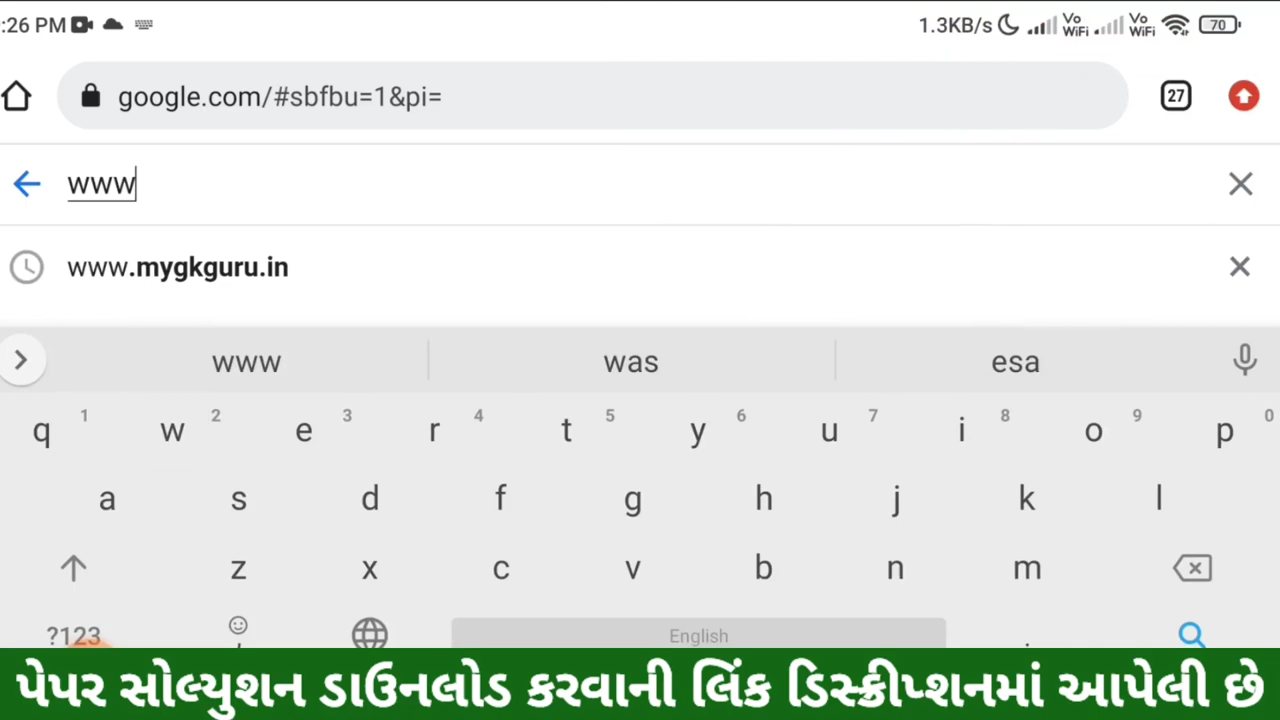 :26 PM 1.3KB/s Vo WiFi Vo WiFi 70
google.com/#sbfbu=1&pi= 27
www
www.mygkguru.in
www was esa
q 1 w 2 e 3 r 4 t 5 y 6 u 7 i 8 o 9 p 0
a s d f g h j k l
z x c v b n m
?123 , English .
પેપર સોલ્યુશન ડાઉનલોડ કરવાની લિંક ડિસ્ક્રીપ્શનમાં આપેલી છે